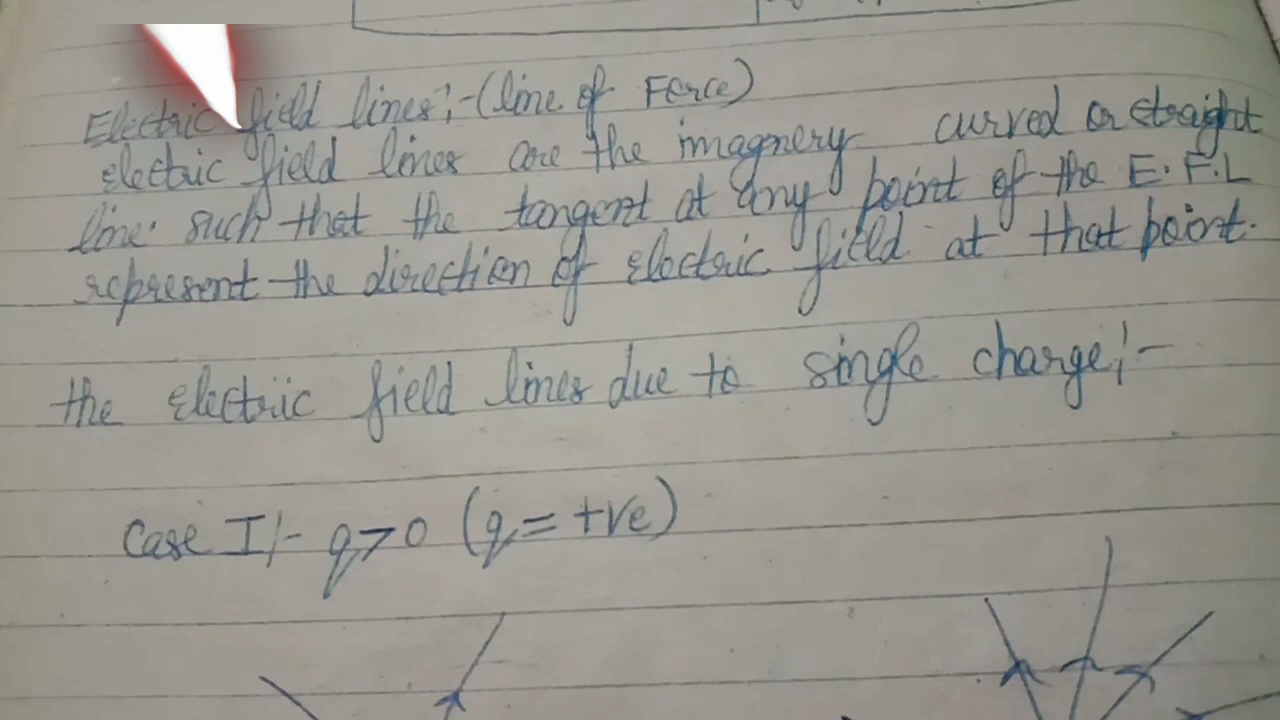 Electric field lines:-(line of Force)
electric field lines are the imagnery curved or straight
line such that the tangent at any point of the E.F.L
represent the direction of electric field at that point.
the electriic field lines due to single charge:-
Case I:- q>0 (q=+ve)